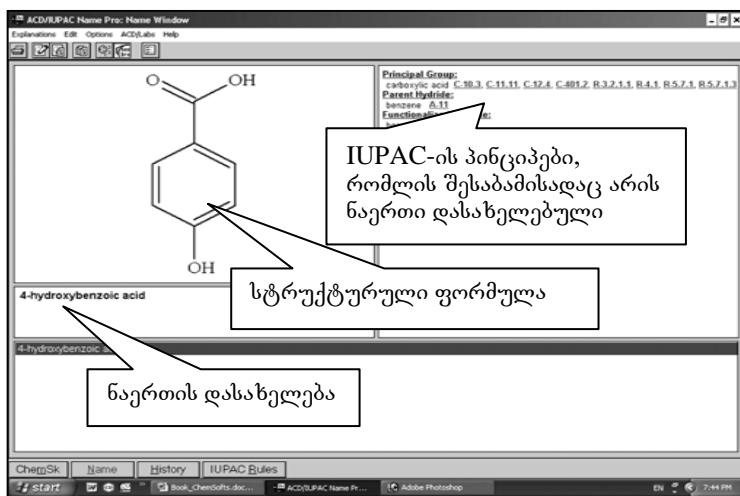 ACD/IUPAC Name Pro: Name Window
Explanations Edit Options ACD/Labs Help
O
OH
OH
Principal Group:
carboxylic acid C-10.3, C-11.11, C-12.4, C-401.2, R-3.2.1.1, R-4.1, R-5.7.1, R-5.7.1.3
Parent Hydride:
benzene A.11
IUPAC-ის პინციპები,
რომლის შესაბამისადაც არის
ნაერთი დასახელებული
სტრუქტურული ფორმულა
4-hydroxybenzoic acid
4-hydroxybenzoic
ნაერთის დასახელება
ChemSk Name History IUPAC Rules
start Book_ChemSofts.doc... ACD/IUPAC Name Pr... Adobe Photoshop EN 7:44 PM